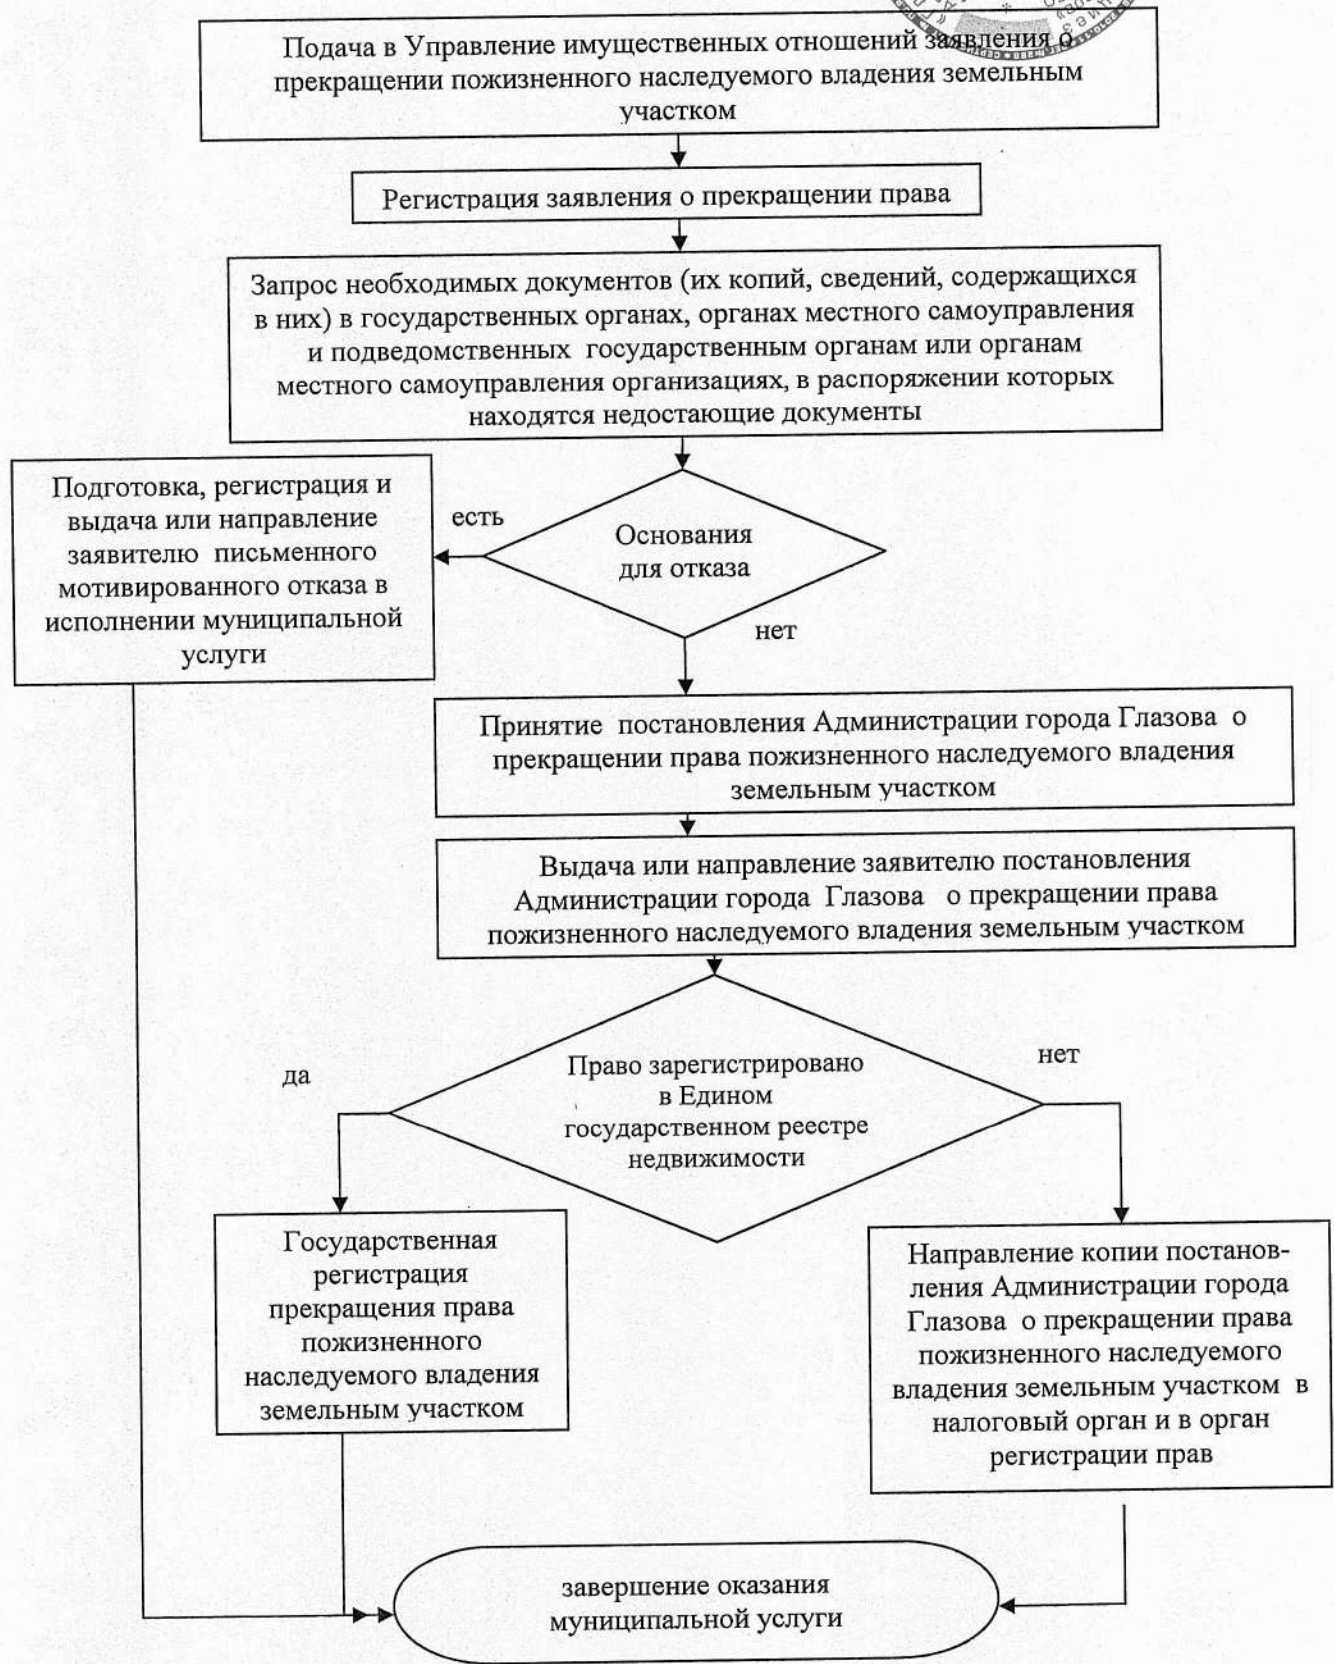 Подача в Управление имущественных отношений заявления о
прекращении пожизненного наследуемого владения земельным
участком
Регистрация заявления о прекращении права
Запрос необходимых документов (их копий, сведений, содержащихся
в них) в государственных органах, органах местного самоуправления
и подведомственных государственным органам или органам
местного самоуправления организациях, в распоряжении которых
находятся недостающие документы
Подготовка, регистрация и
выдача или направление
заявителю письменного
мотивированного отказа в
исполнении муниципальной
услуги
есть
Основания
для отказа
нет
Принятие постановления Администрации города Глазова о
прекращении права пожизненного наследуемого владения
земельным участком
Выдача или направление заявителю постановления
Администрации города Глазова о прекращении права
пожизненного наследуемого владения земельным участком
да
Право зарегистрировано
в Едином
государственном реестре
недвижимости
нет
Государственная
регистрация
прекращения права
пожизненного
наследуемого владения
земельным участком
Направление копии постанов-
ления Администрации города
Глазова о прекращении права
пожизненного наследуемого
владения земельным участком в
налоговый орган и в орган
регистрации прав
завершение оказания
муниципальной услуги